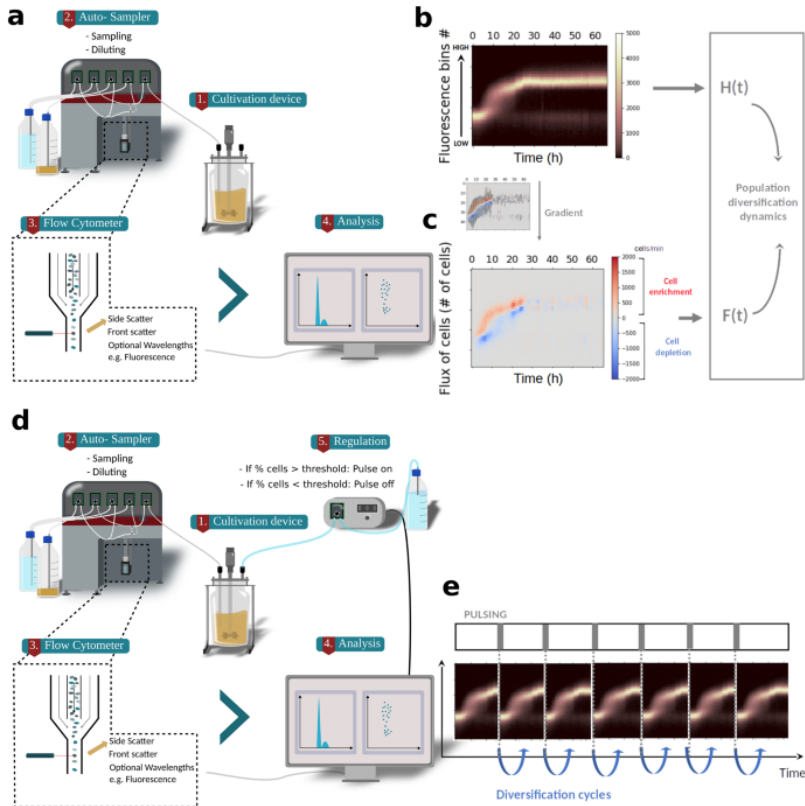 a
2. Auto- Sampler
- Sampling
- Diluting
1. Cultivation device
3. Flow Cytometer
Side Scatter
Front scatter
Optional Wavelengths
e.g. Fluorescence
4. Analysis
b
Fluorescence bins #
HIGH
LOW
0 10 20 30 40 50 60
Time (h)
5000
4000
3000
2000
1000
0
Gradient
c
Flux of cells (# of cells)
0 10 20 30 40 50 60
Time (h)
cells/min
2000
1500
1000
500
0
−500
−1000
−1500
−2000
Cell
enrichment
Cell
depletion
H(t)
Population
diversification
dynamics
F(t)
d
2. Auto- Sampler
- Sampling
- Diluting
5. Regulation
- If % cells > threshold: Pulse on
- If % cells < threshold: Pulse off
1. Cultivation device
3. Flow Cytometer
Side Scatter
Front scatter
Optional Wavelengths
e.g. Fluorescence
4. Analysis
e
PULSING
Time
Diversification cycles